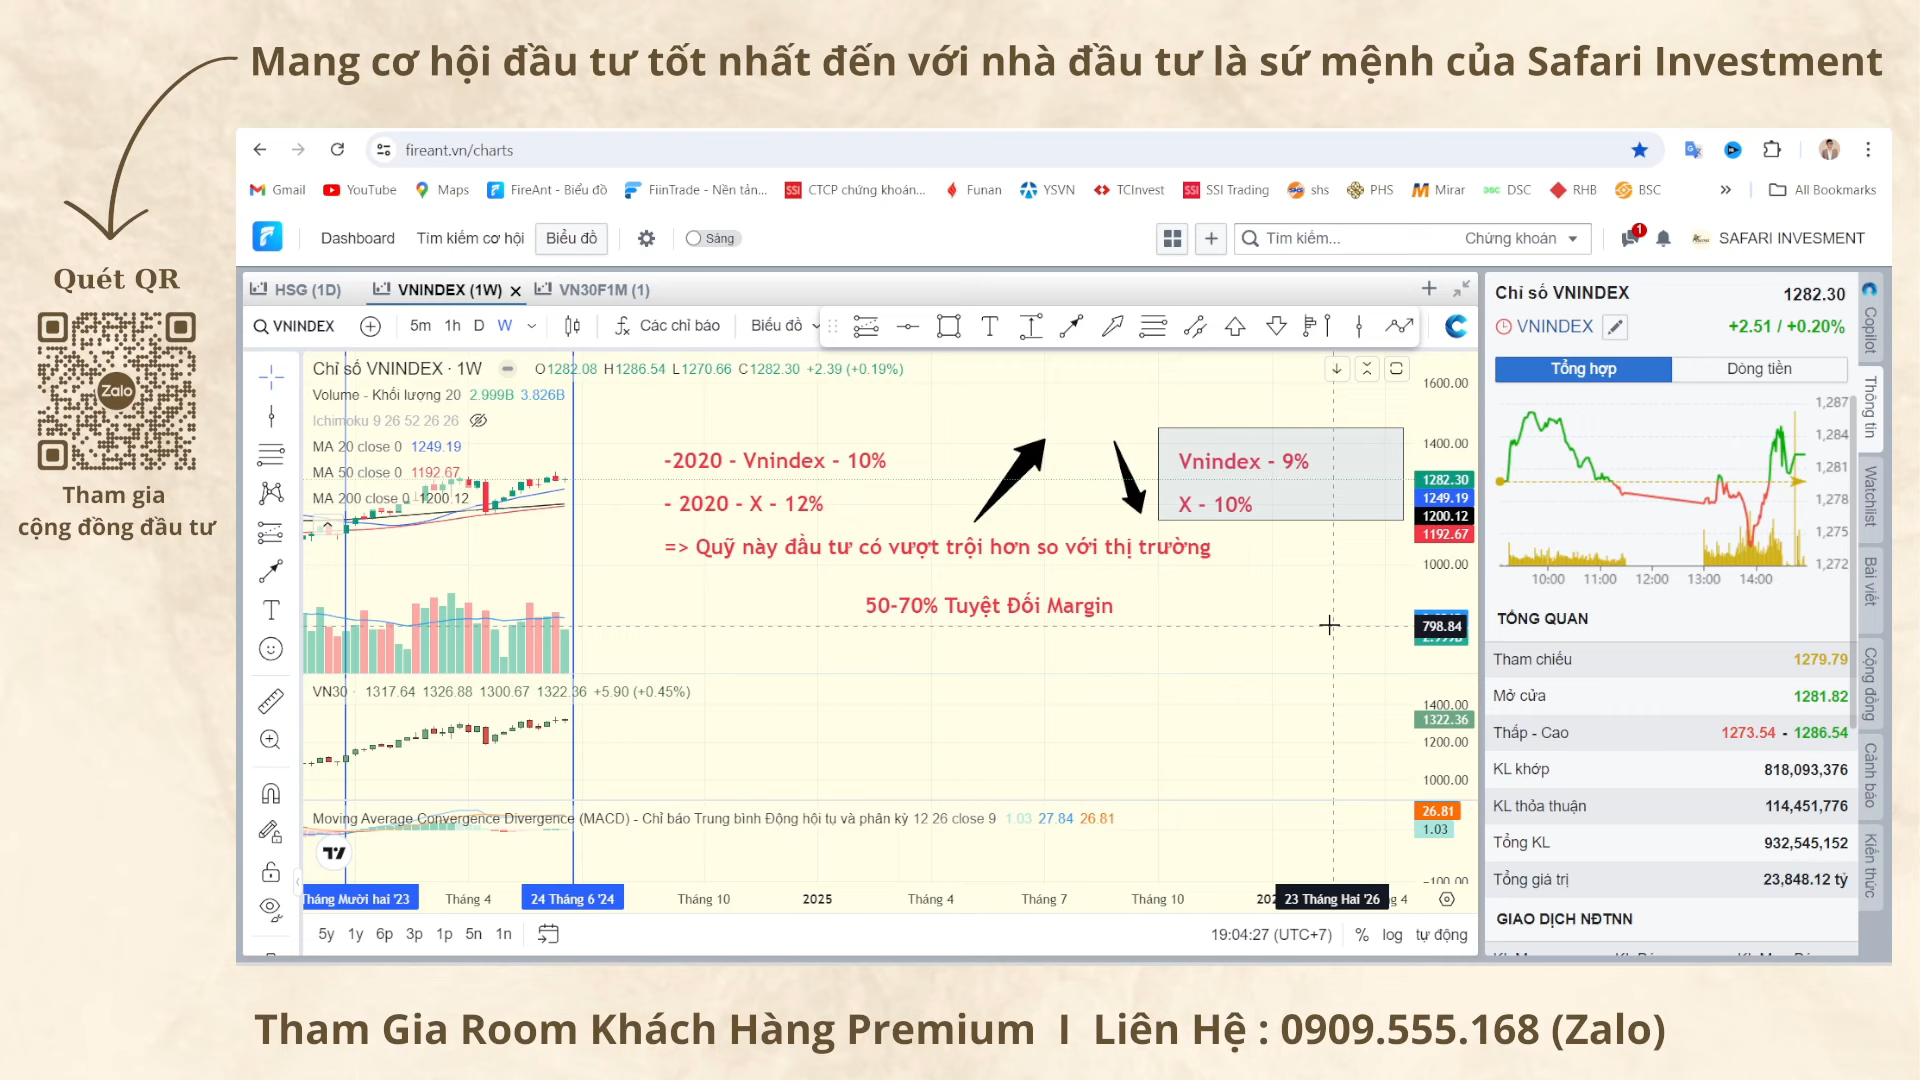 Mang cơ hội đầu tư tốt nhất đến với nhà đầu tư là sứ mệnh của Safari Investment
Quét QR
Zalo
Tham gia
cộng đồng đầu tư
fireant.vn/charts
Gmail YouTube Maps FireAnt - Biểu đồ FiinTrade - Nền tản... SSI CTCP chứng khoán... Funan YSVN TCInvest SSI SSI Trading shs PHS Mirar DSC DSC RHB BSC All Bookmarks
Dashboard Tìm kiếm cơ hội Biểu đồ Sáng Tìm kiếm... Chứng khoán 1 SAFARI INVESMENT
HSG (1D) VNINDEX (1W) VN30F1M (1)
VNINDEX 5m 1h D W Các chỉ báo Biểu đồ
Chỉ số VNINDEX · 1W O1282.08 H1286.54 L1270.66 C1282.30 +2.39 (+0.19%)
Volume - Khối lượng 20 2.999B 3.826B
Ichimoku 9 26 52 26 26
MA 20 close 0 1249.19
MA 50 close 0 1192.67
MA 200 close 0 1200.12
-2020 - Vnindex - 10%
- 2020 - X - 12%
=> Quỹ này đầu tư có vượt trội hơn so với thị trường
50-70% Tuyệt Đối Margin
Vnindex - 9%
X - 10%
1600.00
1400.00
1282.30
1249.19
1200.12
1192.67
1000.00
798.84
VN30 · 1317.64 1326.88 1300.67 1322.36 +5.90 (+0.45%)
1400.00
1322.36
1200.00
1000.00
Moving Average Convergence Divergence (MACD) - Chỉ báo Trung bình Động hội tụ và phân kỳ 12 26 close 9 1.03 27.84 26.81
26.81
1.03
-100.00
Tháng Mười hai '23 Tháng 4 24 Tháng 6 '24 Tháng 10 2025 Tháng 4 Tháng 7 Tháng 10 23 Tháng Hai '26
5y 1y 6p 3p 1p 5n 1n 19:04:27 (UTC+7) % log tự động
Chỉ số VNINDEX 1282.30
VNINDEX +2.51 / +0.20%
Tổng hợp Dòng tiền
1,287
1,284
1,281
1,278
1,275
1,272
10:00 11:00 12:00 13:00 14:00
TỔNG QUAN
Tham chiếu 1279.79
Mở cửa 1281.82
Thấp - Cao 1273.54 - 1286.54
KL khớp 818,093,376
KL thỏa thuận 114,451,776
Tổng KL 932,545,152
Tổng giá trị 23,848.12 tỷ
GIAO DỊCH NĐTNN
Copilot
Thông tin
Watchlist
Bài viết
Cộng đồng
Cảnh báo
Kiến thức
Tham Gia Room Khách Hàng Premium I Liên Hệ : 0909.555.168 (Zalo)